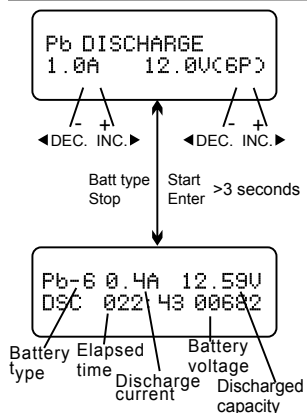 Pb DISCHARGE
1.0A 12.0V(6P)
- +
- +
◀DEC. INC.▶
◀DEC. INC.▶
Batt type
Stop
Start
Enter
>3 seconds
Pb-6 0.4A 12.59V
DSC 022:43 00682
Battery
type
Elapsed
time
Discharge
current
Battery
voltage
Discharged
capacity